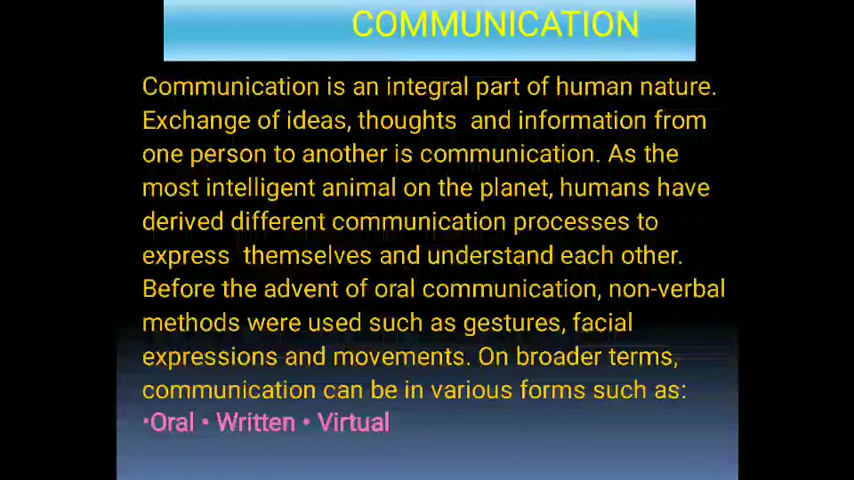 COMMUNICATION
Communication is an integral part of human nature.
Exchange of ideas, thoughts  and information from
one person to another is communication. As the
most intelligent animal on the planet, humans have
derived different communication processes to
express  themselves and understand each other.
Before the advent of oral communication, non-verbal
methods were used such as gestures, facial
expressions and movements. On broader terms,
communication can be in various forms such as:
•Oral • Written • Virtual